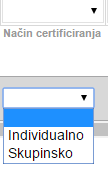 Način certificiranja
Individualno
Skupinsko